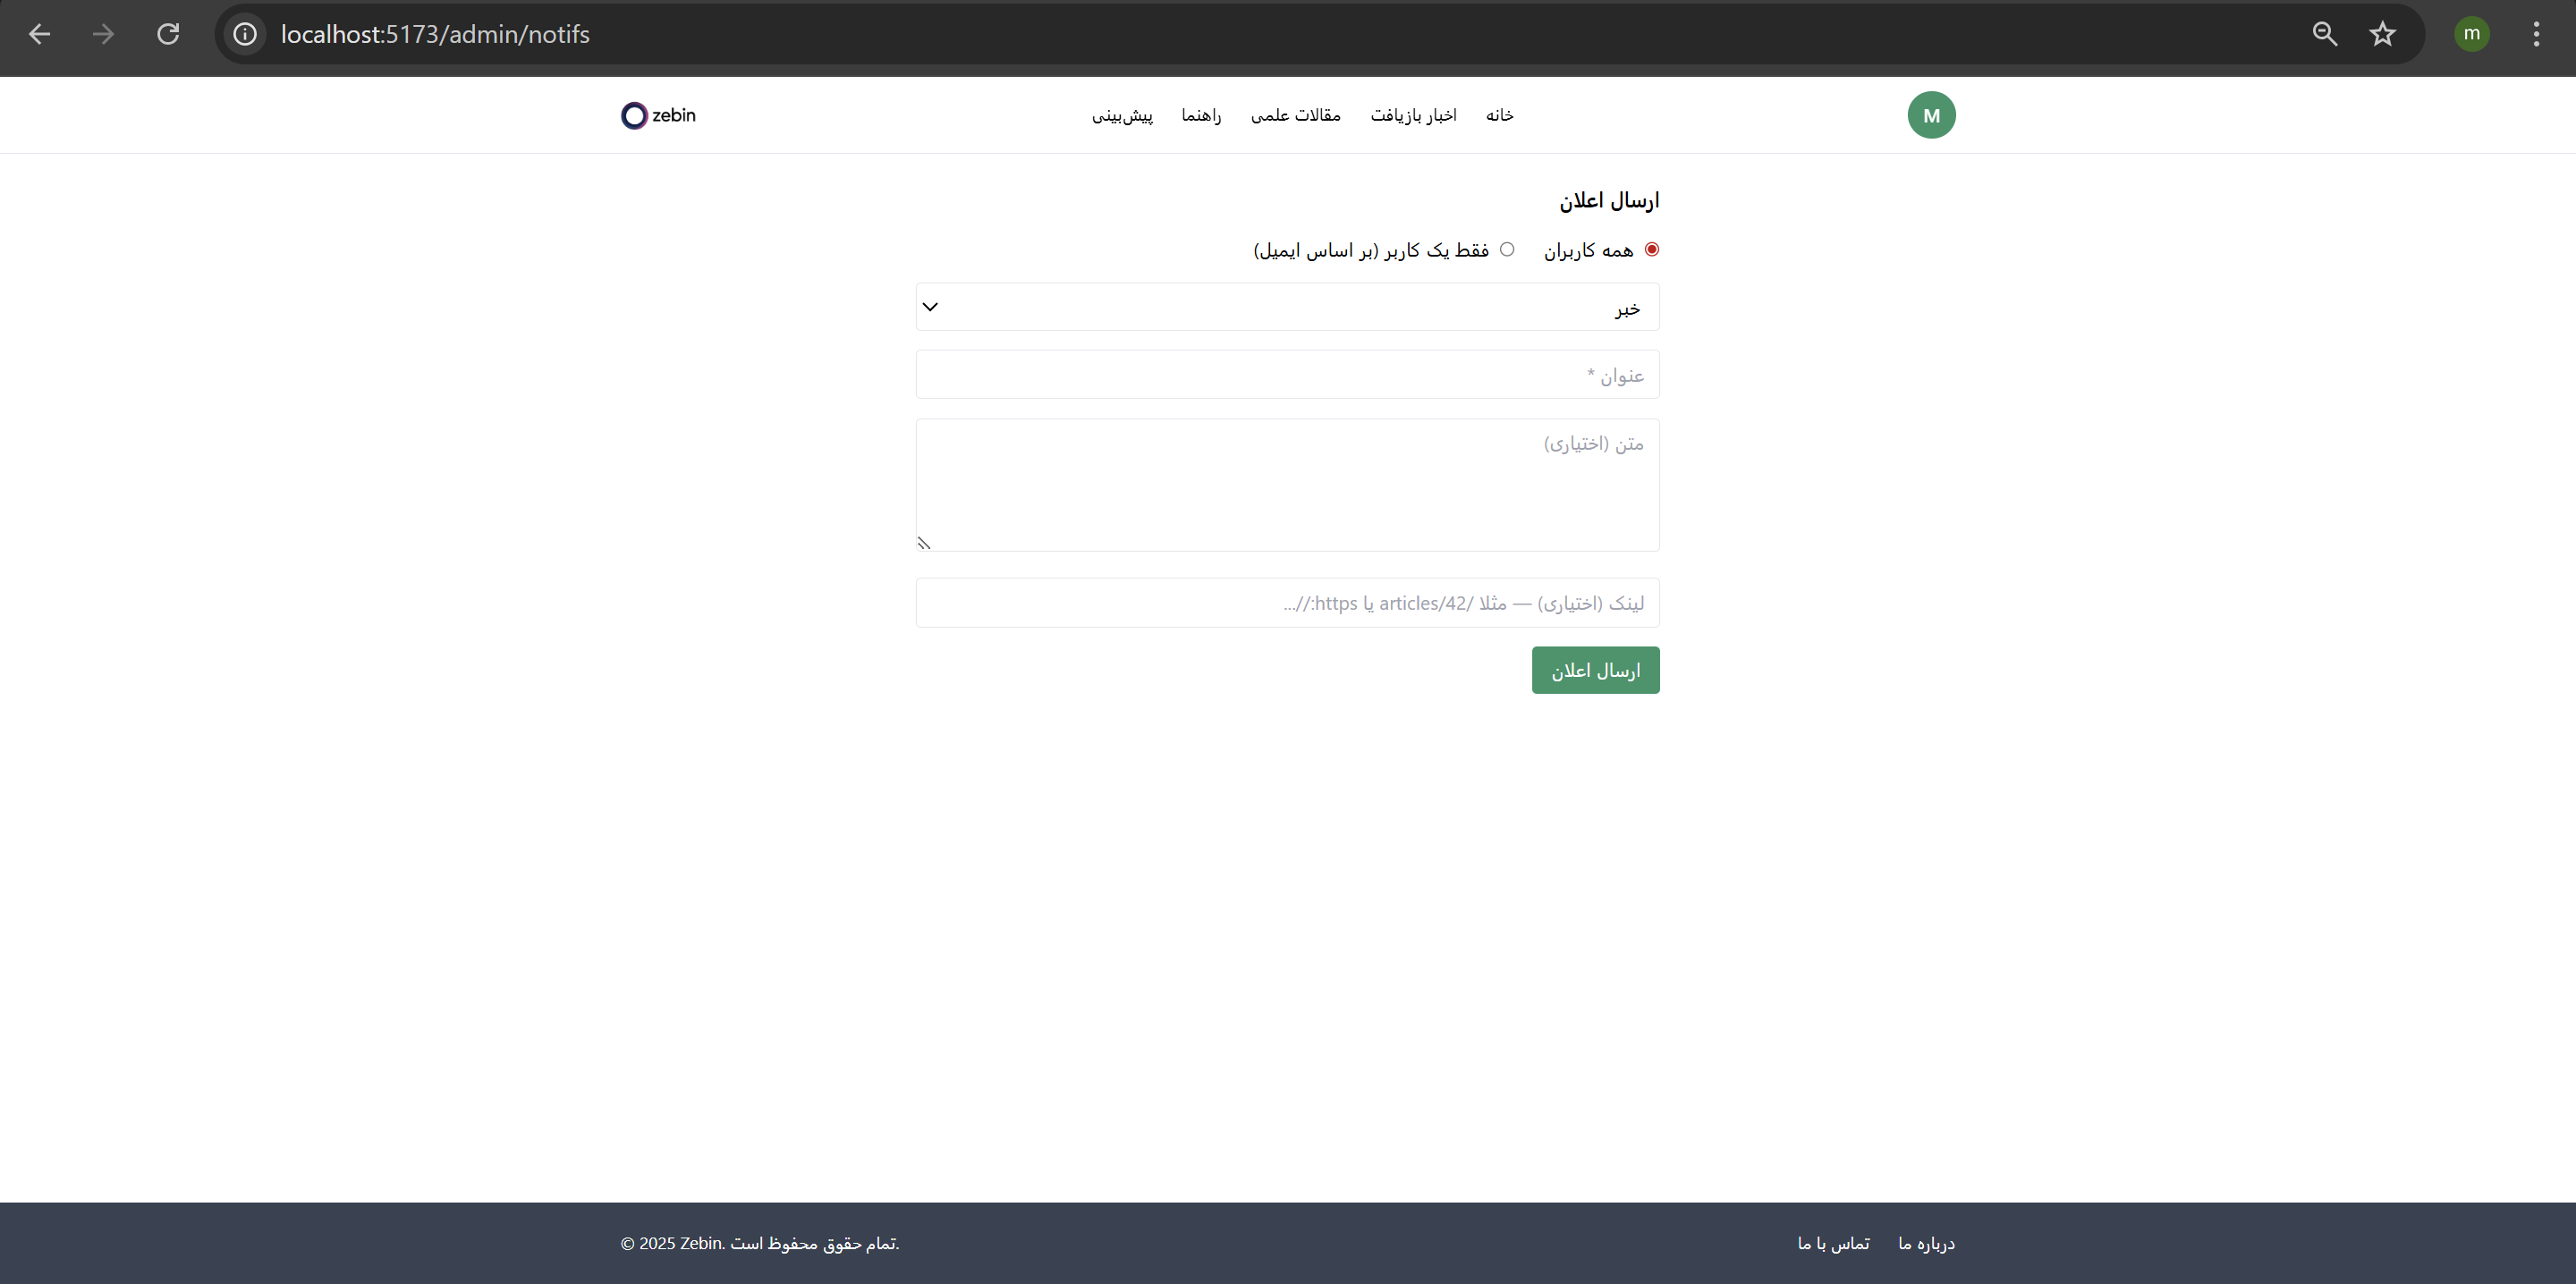 localhost:5173/admin/notifs
m
M
خانه
اخبار بازیافت
مقالات علمی
راهنما
پیش‌بینی
zebin
ارسال اعلان
همه کاربران
فقط یک کاربر (بر اساس ایمیل)
خبر
عنوان *
متن (اختیاری)
لینک (اختیاری) — مثلا /articles/42 یا https://...
ارسال اعلان
درباره ما
تماس با ما
© 2025 Zebin. تمام حقوق محفوظ است.